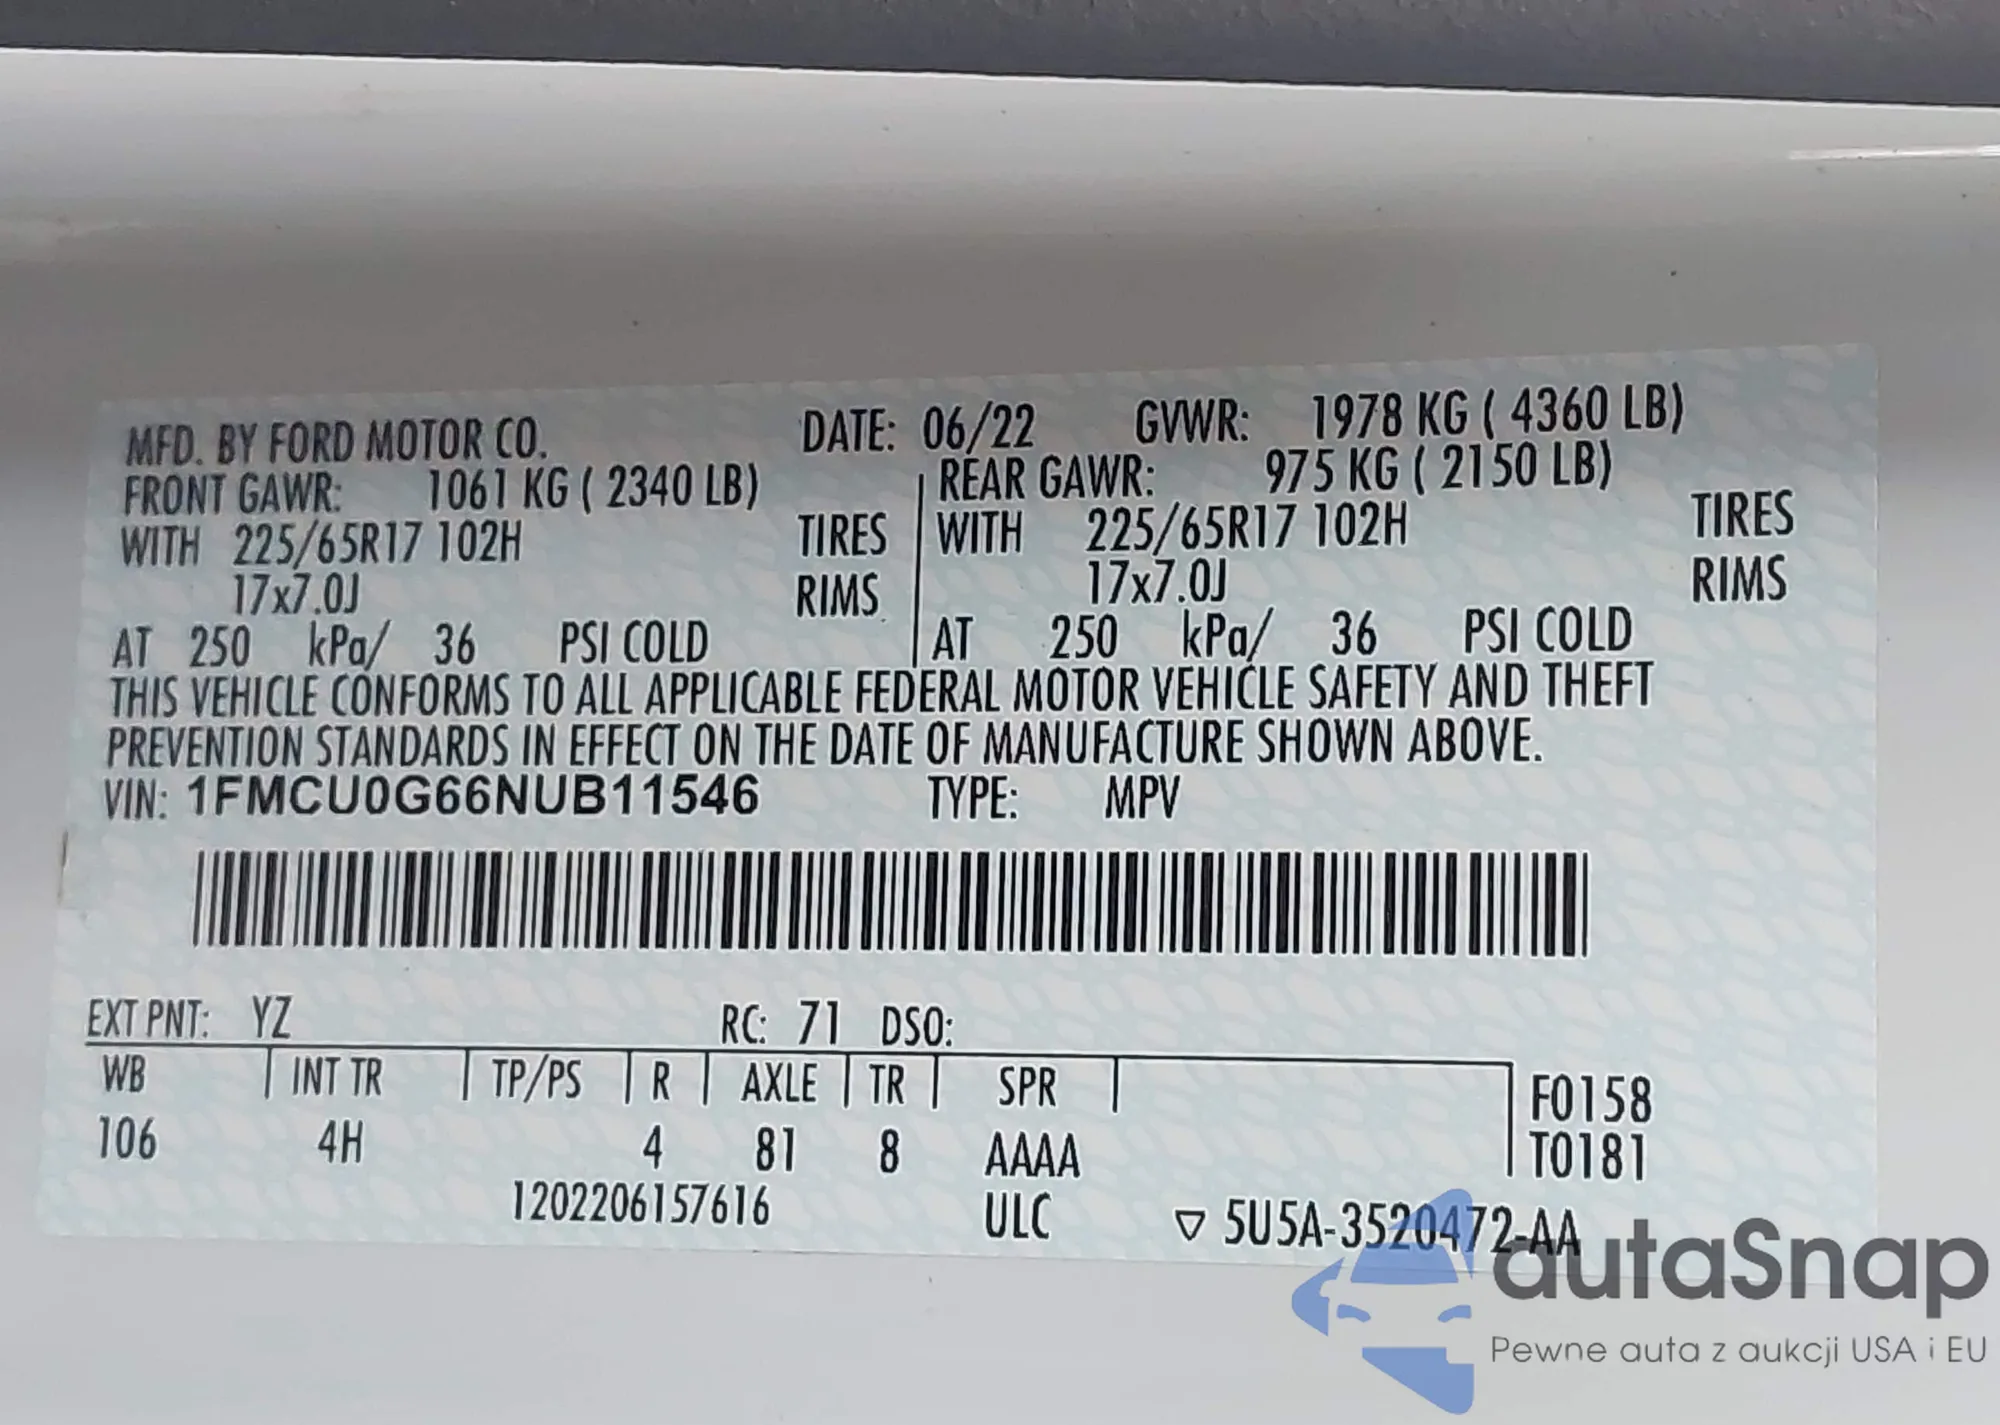 MFD. BY FORD MOTOR CO. DATE: 06/22 GVWR: 1978 KG ( 4360 LB)
FRONT GAWR: 1061 KG ( 2340 LB) REAR GAWR: 975 KG ( 2150 LB)
WITH 225/65R17 102H TIRES WITH 225/65R17 102H TIRES
17x7.0J RIMS 17x7.0J RIMS
AT 250 kPa/ 36 PSI COLD AT 250 kPa/ 36 PSI COLD
THIS VEHICLE CONFORMS TO ALL APPLICABLE FEDERAL MOTOR VEHICLE SAFETY AND THEFT
PREVENTION STANDARDS IN EFFECT ON THE DATE OF MANUFACTURE SHOWN ABOVE.
VIN: 1FMCU0G66NUB11546 TYPE: MPV
EXT PNT: YZ RC: 71 DSO:
WB INT TR TP/PS R AXLE TR SPR F0158
106 4H 4 81 8 AAAA T0181
1202206157616 ULC ▽ 5U5A-3520472-AA
autaSnap
Pewne auta z aukcji USA i EU